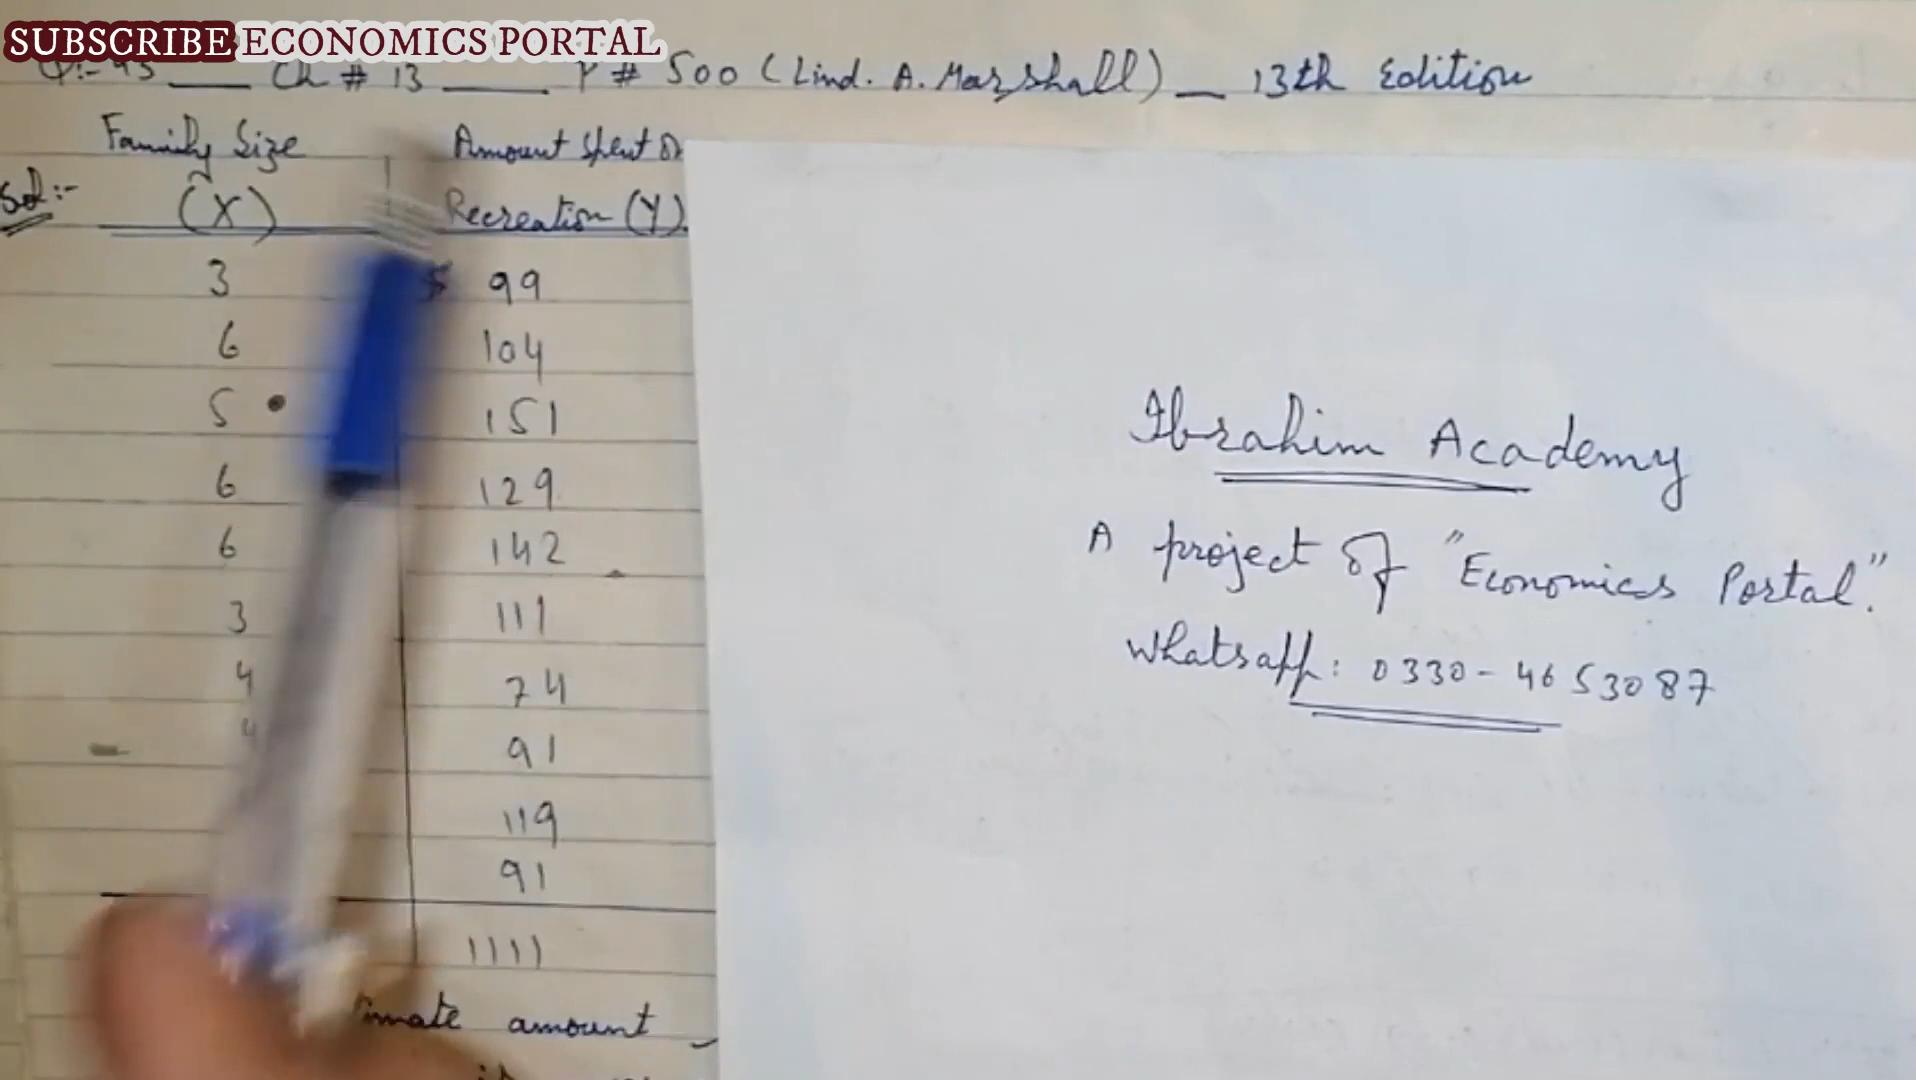 SUBSCRIBE ECONOMICS PORTAL
Ch # 13 P # 500 (Lind. A. Marshall) 13th Edition
Family Size Amount Spent on
Sol:- (X) Recreation (Y).
3 $ 99
6 104
5 151
6 129
6 142
3 111
4 74
4 91
119
91
1111
amount
Ibrahim Academy
A project of "Economics Portal."
Whatsapp: 0330-4653087